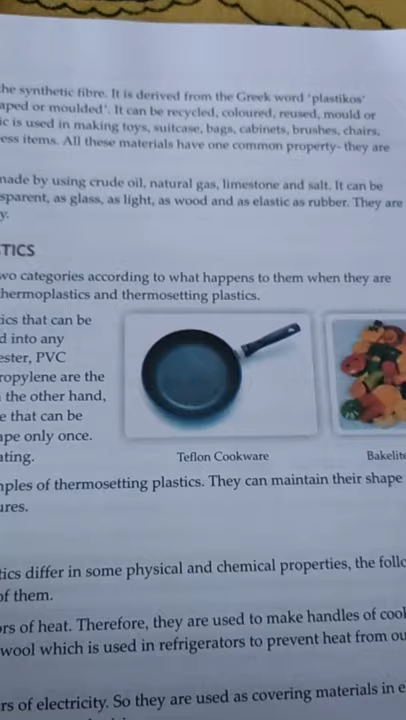 he synthetic fibre. It is derived from the Greek word 'plastikos'
aped or moulded'. It can be recycled, coloured, reused, mould or
ic is used in making toys, suitcase, bags, cabinets, brushes, chairs,
ess items. All these materials have one common property- they are
made by using crude oil, natural gas, limestone and salt. It can be
sparent, as glass, as light, as wood and as elastic as rubber. They are
y.
TICS
wo categories according to what happens to them when they are
hermoplastics and thermosetting plastics.
ics that can be
d into any
ester, PVC
ropylene are the
the other hand,
e that can be
ape only once.
ating.
Teflon Cookware
Bakelite
mples of thermosetting plastics. They can maintain their shape
ures.
tics differ in some physical and chemical properties, the follo
of them.
ors of heat. Therefore, they are used to make handles of cook
wool which is used in refrigerators to prevent heat from ou
rs of electricity. So they are used as covering materials in e